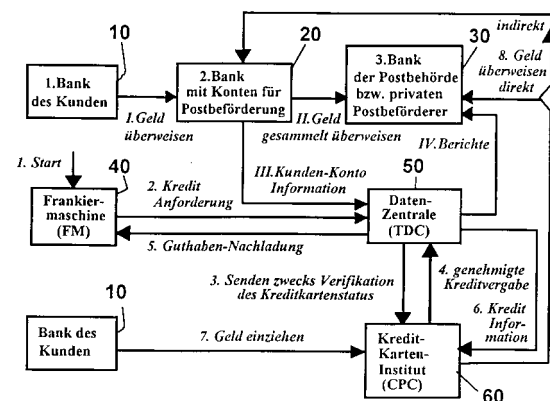 indirekt
10
20
30
1.Bank
des Kunden
2.Bank
mit Konten für
Postbeförderung
3.Bank
der Postbehörde
bzw. privaten
Postbeförderer
8. Geld
überweisen
direkt
I.Geld
überweisen
II.Geld
gesammelt überweisen
IV.Berichte
1. Start
40
III.Kunden-Konto
Information
50
Frankier-
maschine
(FM)
2. Kredit
Anforderung
Daten-
Zentrale
(TDC)
5. Guthaben-Nachladung
3. Senden zwecks Verifikation
des Kreditkartenstatus
4. genehmigte
Kreditvergabe
10
6. Kredit
Infor-
mation
Bank des
Kunden
7. Geld einziehen
Kredit-
Karten-
Institut
(CPC)
60